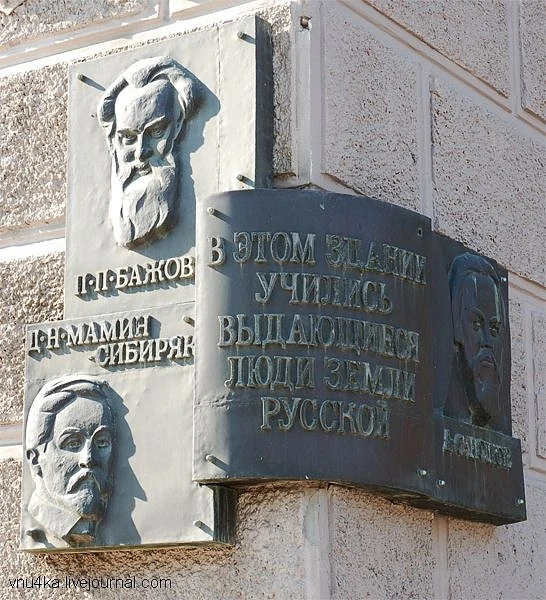 П·П·БАЖОВ
Д·Н·МАМИН
СИБИРЯК
В ЭТОМ ЗДАНИИ
УЧИЛИСЬ
ВЫДАЮЩИЕСЯ
ЛЮДИ ЗЕМЛИ
РУССКОЙ
vnu4ka.livejournal.com